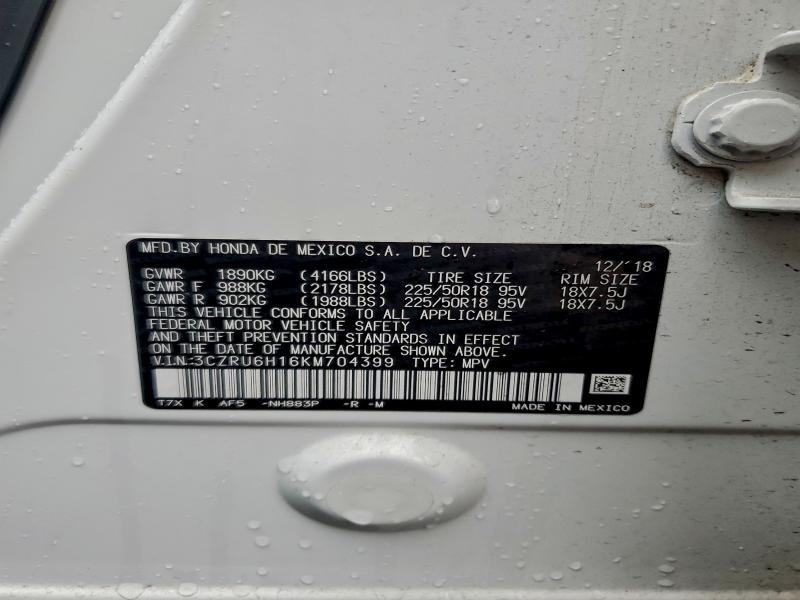 MFD.BY HONDA DE MEXICO S.A. DE C.V.
12/'18
GVWR 1890KG (4166LBS) TIRE SIZE RIM SIZE
GAWR F 988KG (2178LBS) 225/50R18 95V 18X7.5J
GAWR R 902KG (1988LBS) 225/50R18 95V 18X7.5J
THIS VEHICLE CONFORMS TO ALL APPLICABLE
FEDERAL MOTOR VEHICLE SAFETY
AND THEFT PREVENTION STANDARDS IN EFFECT
ON THE DATE OF MANUFACTURE SHOWN ABOVE.
V.I.N.:3CZRU6H16KM704399 TYPE: MPV
T7X K AF5 -NH883P -R -M MADE IN MEXICO